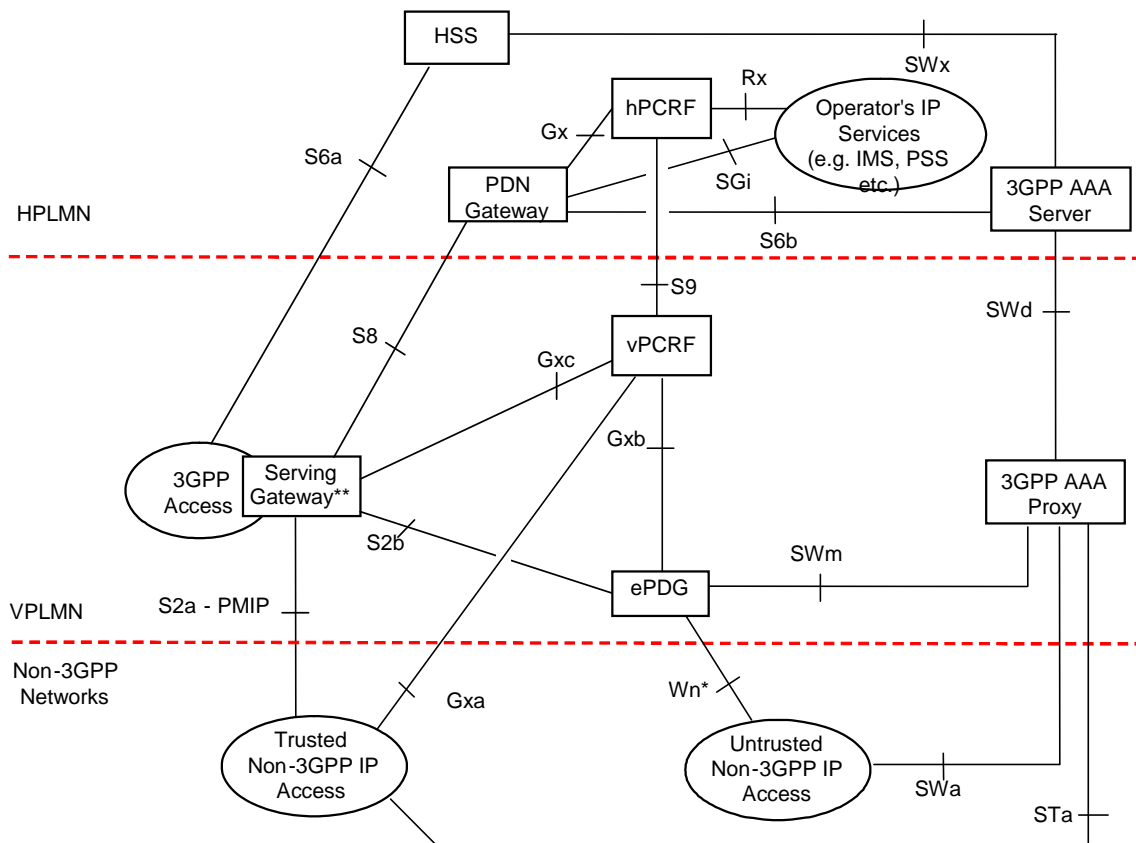 HSS
SWx
Rx
hPCRF
Operator's IP
Services
(e.g. IMS, PSS
etc.)
Gx
S6a
SGi
PDN
Gateway
3GPP AAA
Server
HPLMN
S6b
S9
SWd
S8
vPCRF
Gxc
Gxb
3GPP
Access
Serving
Gateway**
3GPP AAA
Proxy
S2b
SWm
ePDG
S2a - PMIP
VPLMN
Non-3GPP
Networks
Gxa
Wn*
Trusted
Non-3GPP IP
Access
Untrusted
Non-3GPP IP
Access
SWa
STa